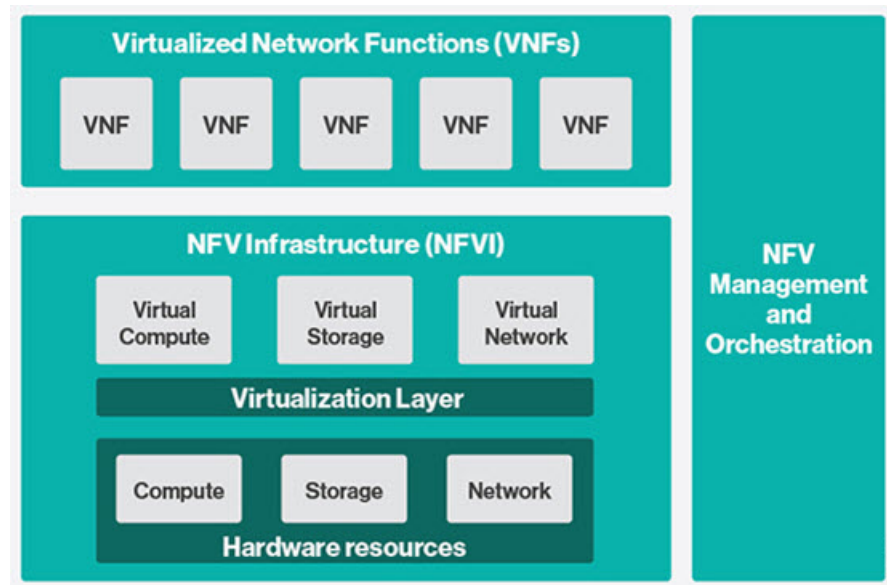 Virtualized Network Functions (VNFs)
VNF VNF VNF VNF VNF
NFV Infrastructure (NFVI)
Virtual Compute
Virtual Storage
Virtual Network
Virtualization Layer
Compute Storage Network
Hardware resources
NFV
Management
and
Orchestration